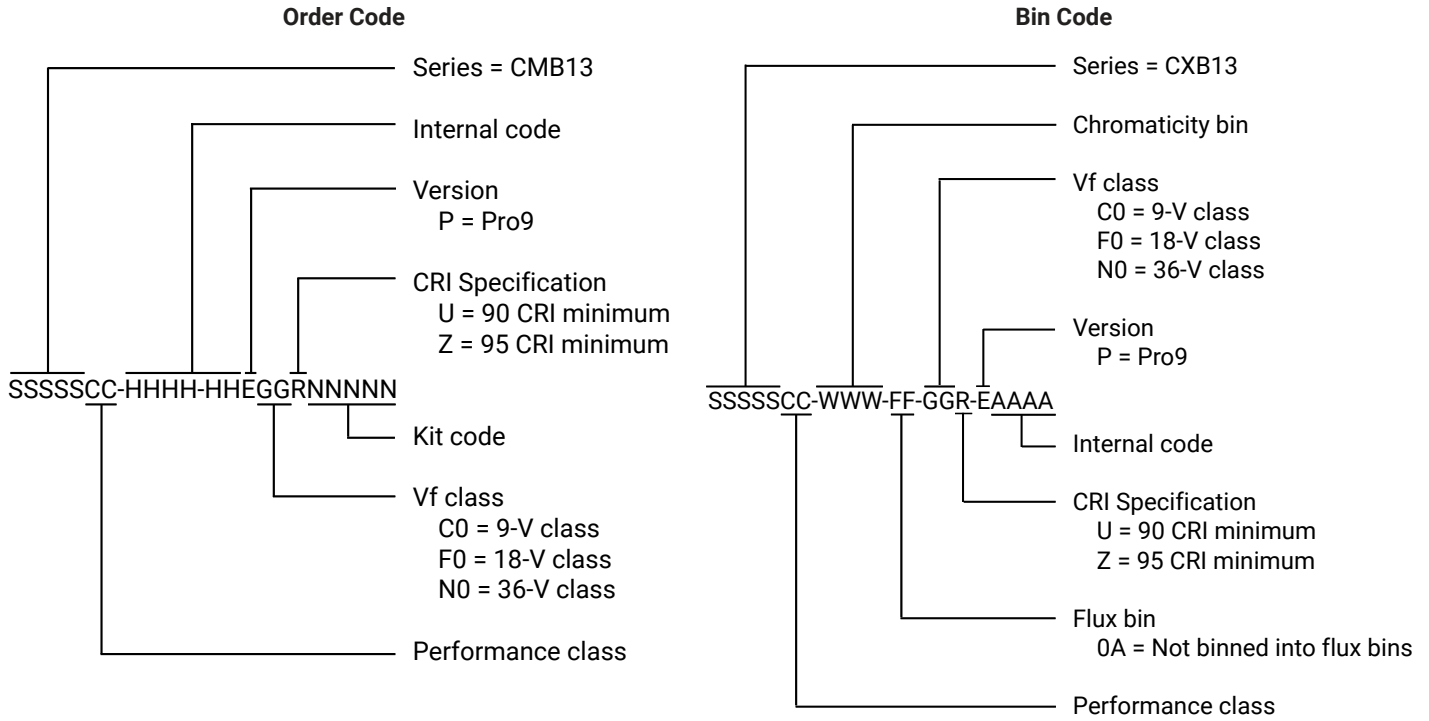 Order Code
Series = CMB13
Internal code
Version
P = Pro9
CRI Specification
U = 90 CRI minimum
Z = 95 CRI minimum
SSSSSCC-HHHH-HHEGGRNNNNN
Kit code
Vf class
C0 = 9-V class
F0 = 18-V class
N0 = 36-V class
Performance class
Bin Code
Series = CXB13
Chromaticity bin
Vf class
C0 = 9-V class
F0 = 18-V class
N0 = 36-V class
Version
P = Pro9
SSSSSCC-WWW-FF-GGR-EAAAA
Internal code
CRI Specification
U = 90 CRI minimum
Z = 95 CRI minimum
Flux bin
0A = Not binned into flux bins
Performance class